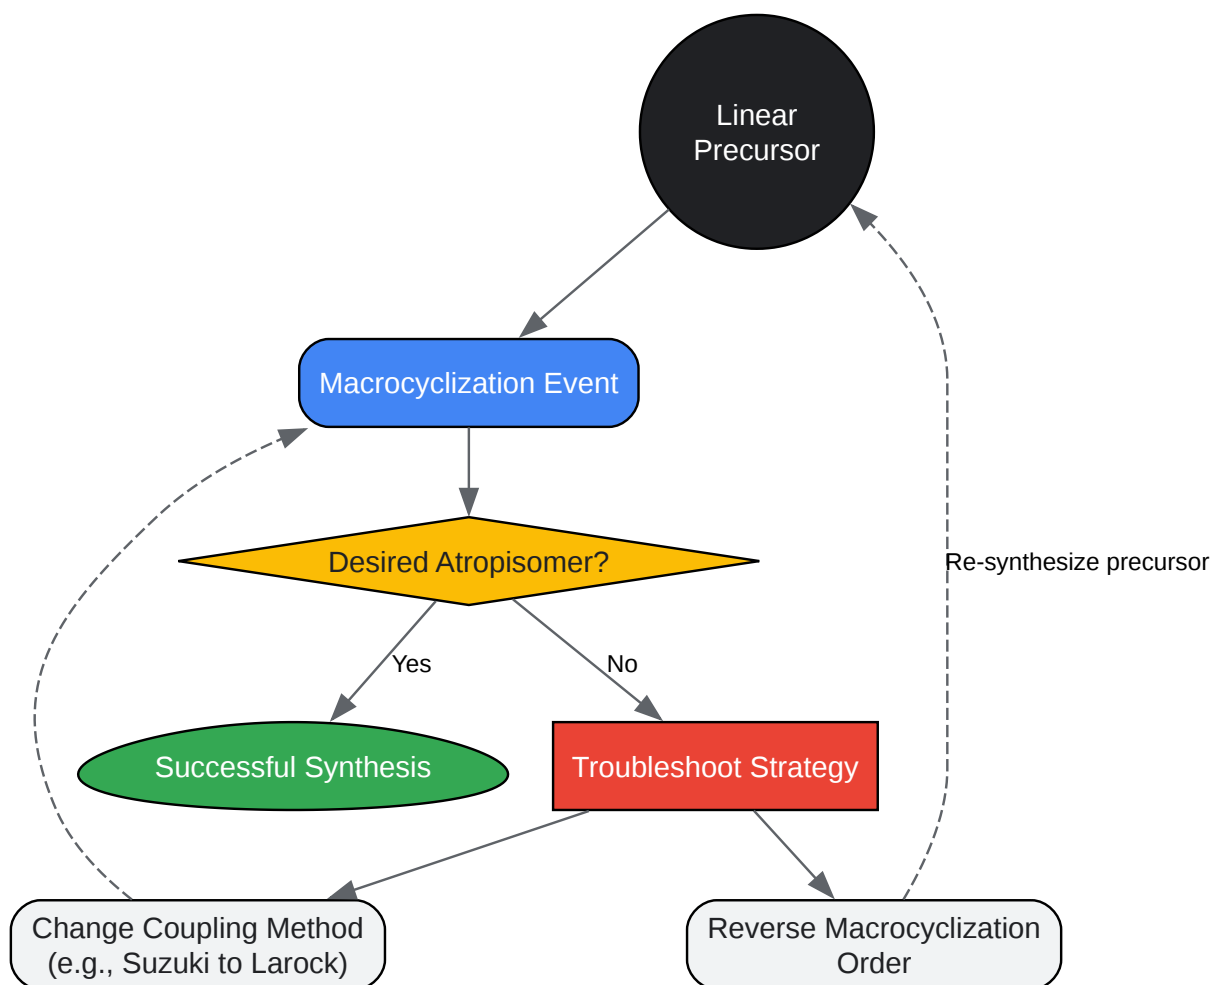 Linear
Precursor
Macrocyclization Event
Desired Atropisomer?
Re-synthesize precursor
Yes
No
Successful Synthesis
Troubleshoot Strategy
Change Coupling Method
(e.g., Suzuki to Larock)
Reverse Macrocyclization
Order